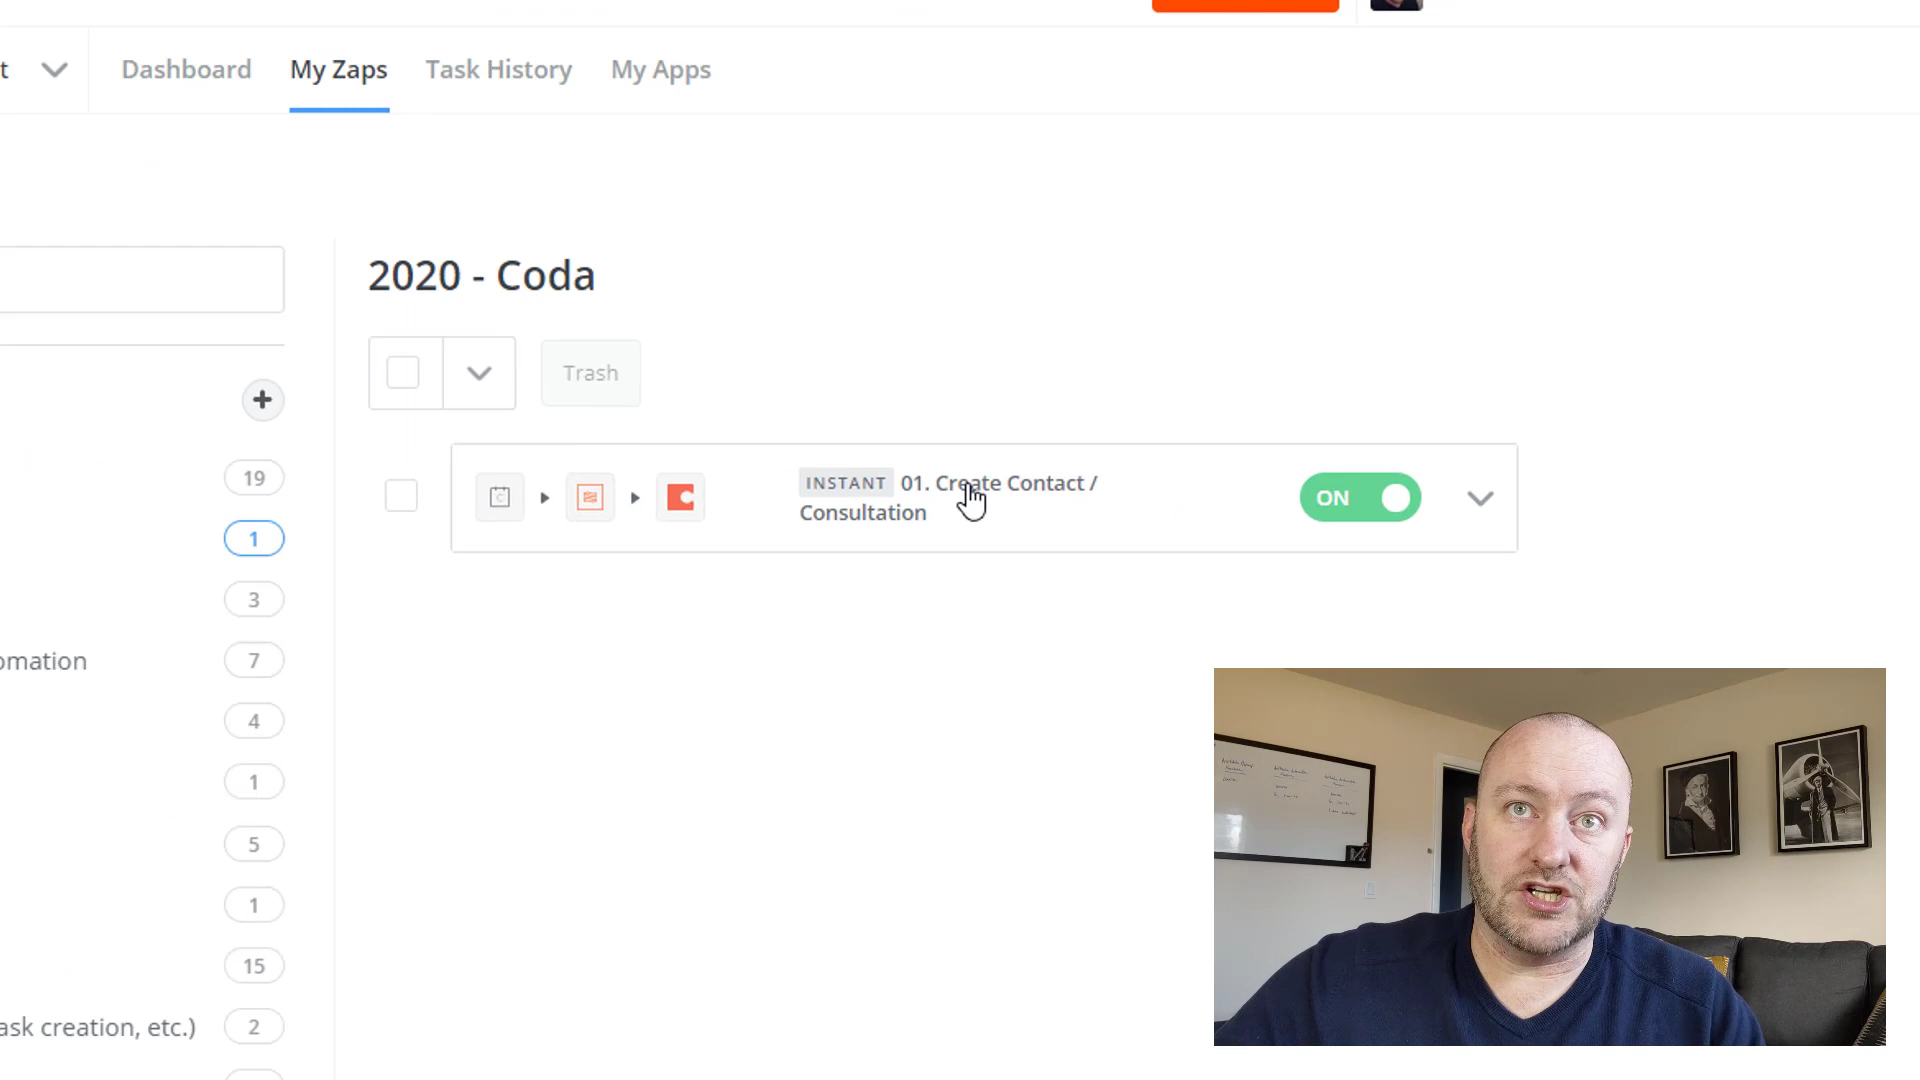 t
Dashboard
My Zaps
Task History
My Apps
2020 - Coda
Trash
INSTANT 01. Create Contact /
Consultation
ON
19
1
3
omation 7
4
1
5
1
15
ask creation, etc.) 2